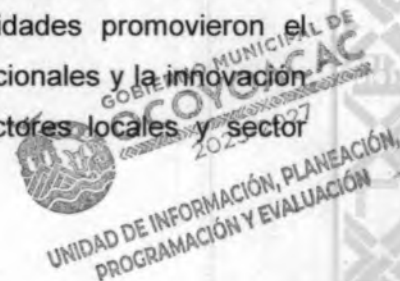 idades promovieron el
cionales y la innovación
ctores locales y sector
GOBIERNO MUNICIPAL DE
OCOYOACAC
2025-2027
UNIDAD DE INFORMACIÓN, PLANEACIÓN,
PROGRAMACIÓN Y EVALUACIÓN